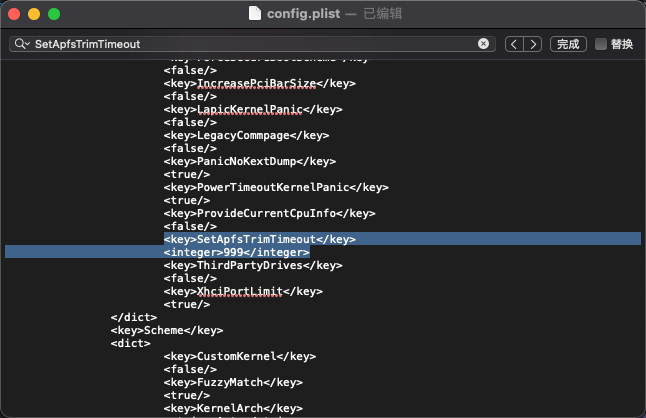 config.plist — 已编辑
SetApfsTrimTimeout
完成
替换
<false/>
<key>IncreasePciBarSize</key>
<false/>
<key>LapicKernelPanic</key>
<false/>
<key>LegacyCommpage</key>
<false/>
<key>PanicNoKextDump</key>
<true/>
<key>PowerTimeoutKernelPanic</key>
<true/>
<key>ProvideCurrentCpuInfo</key>
<false/>
<key>SetApfsTrimTimeout</key>
<integer>999</integer>
<key>ThirdPartyDrives</key>
<false/>
<key>XhciPortLimit</key>
<true/>
</dict>
<key>Scheme</key>
<dict>
<key>CustomKernel</key>
<false/>
<key>FuzzyMatch</key>
<true/>
<key>KernelArch</key>